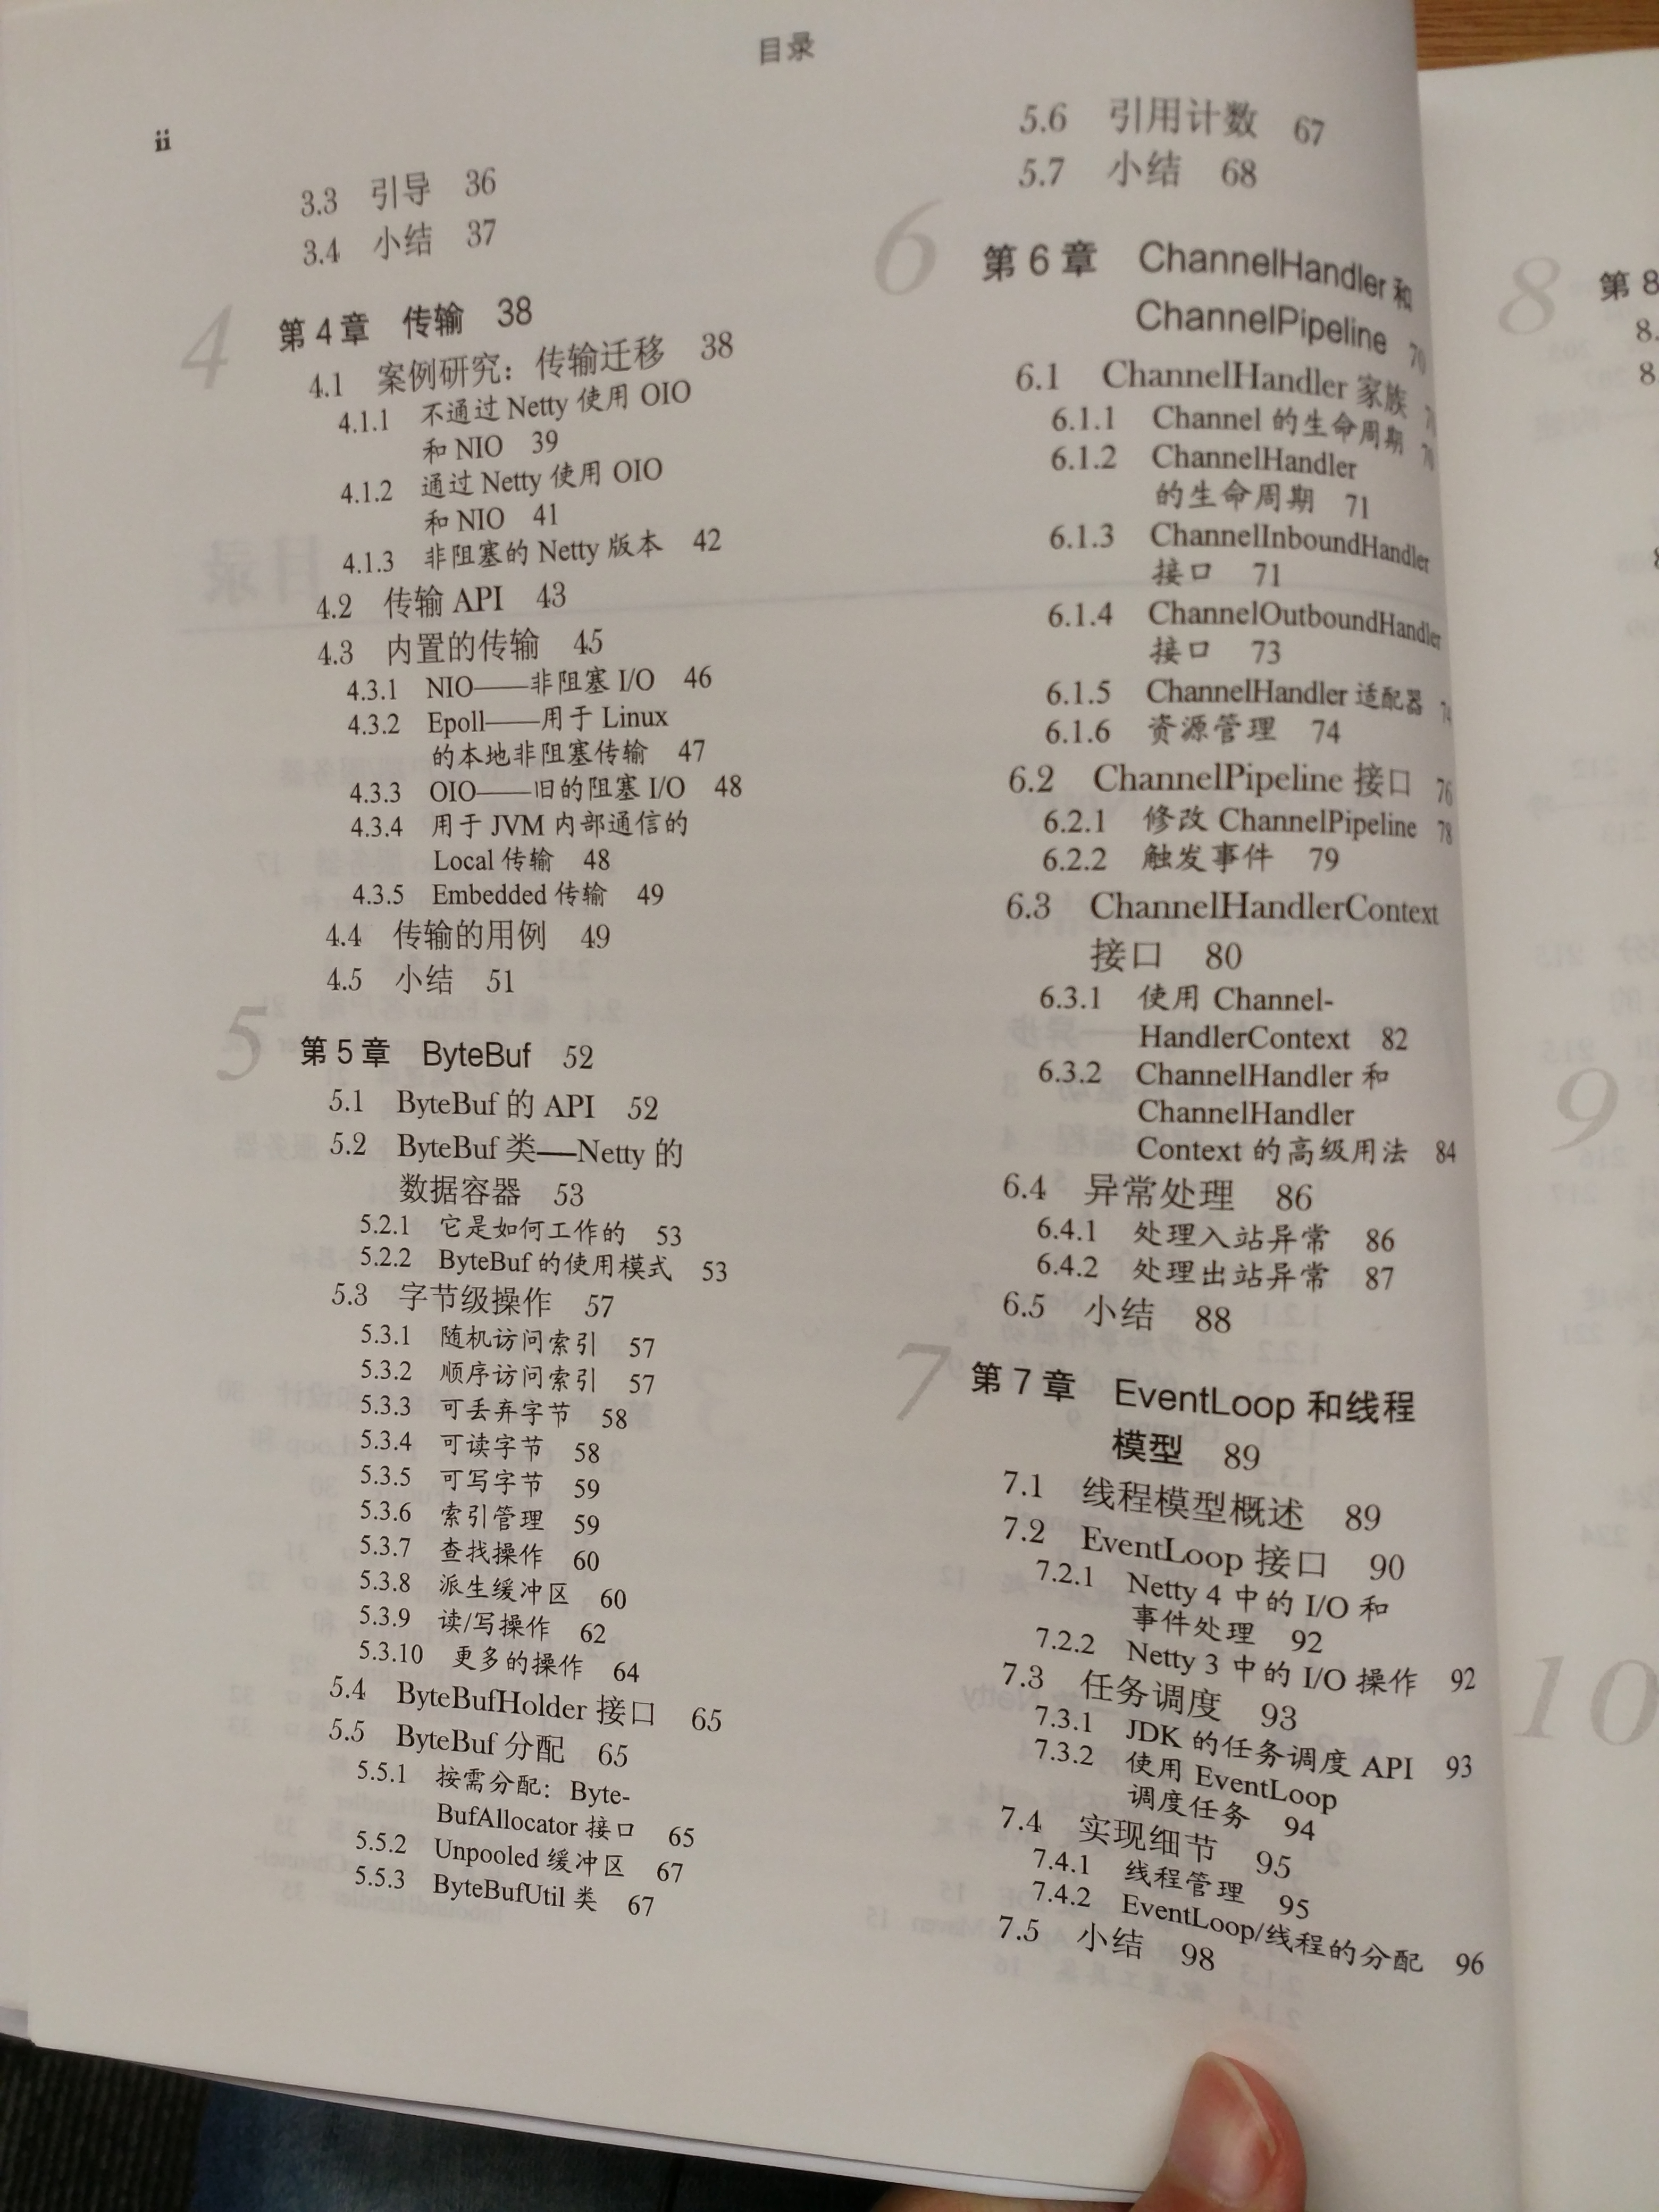 目录
ii
3.3 引导 36
3.4 小结 37
4
第4章 传输 38
4.1 案例研究：传输迁移 38
4.1.1 不通过 Netty 使用 OIO
和 NIO 39
4.1.2 通过 Netty 使用 OIO
和 NIO 41
4.1.3 非阻塞的 Netty 版本 42
4.2 传输 API 43
4.3 内置的传输 45
4.3.1 NIO——非阻塞 I/O 46
4.3.2 Epoll——用于 Linux
的本地非阻塞传输 47
4.3.3 OIO——旧的阻塞 I/O 48
4.3.4 用于 JVM 内部通信的
Local 传输 48
4.3.5 Embedded 传输 49
4.4 传输的用例 49
4.5 小结 51
5
第5章 ByteBuf 52
5.1 ByteBuf 的 API 52
5.2 ByteBuf 类——Netty 的
数据容器 53
5.2.1 它是如何工作的 53
5.2.2 ByteBuf 的使用模式 53
5.3 字节级操作 57
5.3.1 随机访问索引 57
5.3.2 顺序访问索引 57
5.3.3 可丢弃字节 58
5.3.4 可读字节 58
5.3.5 可写字节 59
5.3.6 索引管理 59
5.3.7 查找操作 60
5.3.8 派生缓冲区 60
5.3.9 读/写操作 62
5.3.10 更多的操作 64
5.4 ByteBufHolder 接口 65
5.5 ByteBuf 分配 65
5.5.1 按需分配：Byte-
BufAllocator 接口 65
5.5.2 Unpooled 缓冲区 67
5.5.3 ByteBufUtil 类 67
5.6 引用计数 67
5.7 小结 68
6
第6章 ChannelHandler 和
ChannelPipeline 70
6.1 ChannelHandler 家族
6.1.1 Channel 的生命周期 70
6.1.2 ChannelHandler
的生命周期 71
6.1.3 ChannelInboundHandler
接口 71
6.1.4 ChannelOutboundHandler
接口 73
6.1.5 ChannelHandler 适配器 74
6.1.6 资源管理 74
6.2 ChannelPipeline 接口 76
6.2.1 修改 ChannelPipeline 78
6.2.2 触发事件 79
6.3 ChannelHandlerContext
接口 80
6.3.1 使用 Channel-
HandlerContext 82
6.3.2 ChannelHandler 和
ChannelHandler
Context 的高级用法 84
6.4 异常处理 86
6.4.1 处理入站异常 86
6.4.2 处理出站异常 87
6.5 小结 88
7
第7章 EventLoop 和线程
模型 89
7.1 线程模型概述 89
7.2 EventLoop 接口 90
7.2.1 Netty 4 中的 I/O 和
事件处理 92
7.2.2 Netty 3 中的 I/O 操作 92
7.3 任务调度 93
7.3.1 JDK 的任务调度 API 93
7.3.2 使用 EventLoop
调度任务 94
7.4 实现细节 95
7.4.1 线程管理 95
7.4.2 EventLoop/线程的分配 96
7.5 小结 98
8
第8
8.
8.
9
10